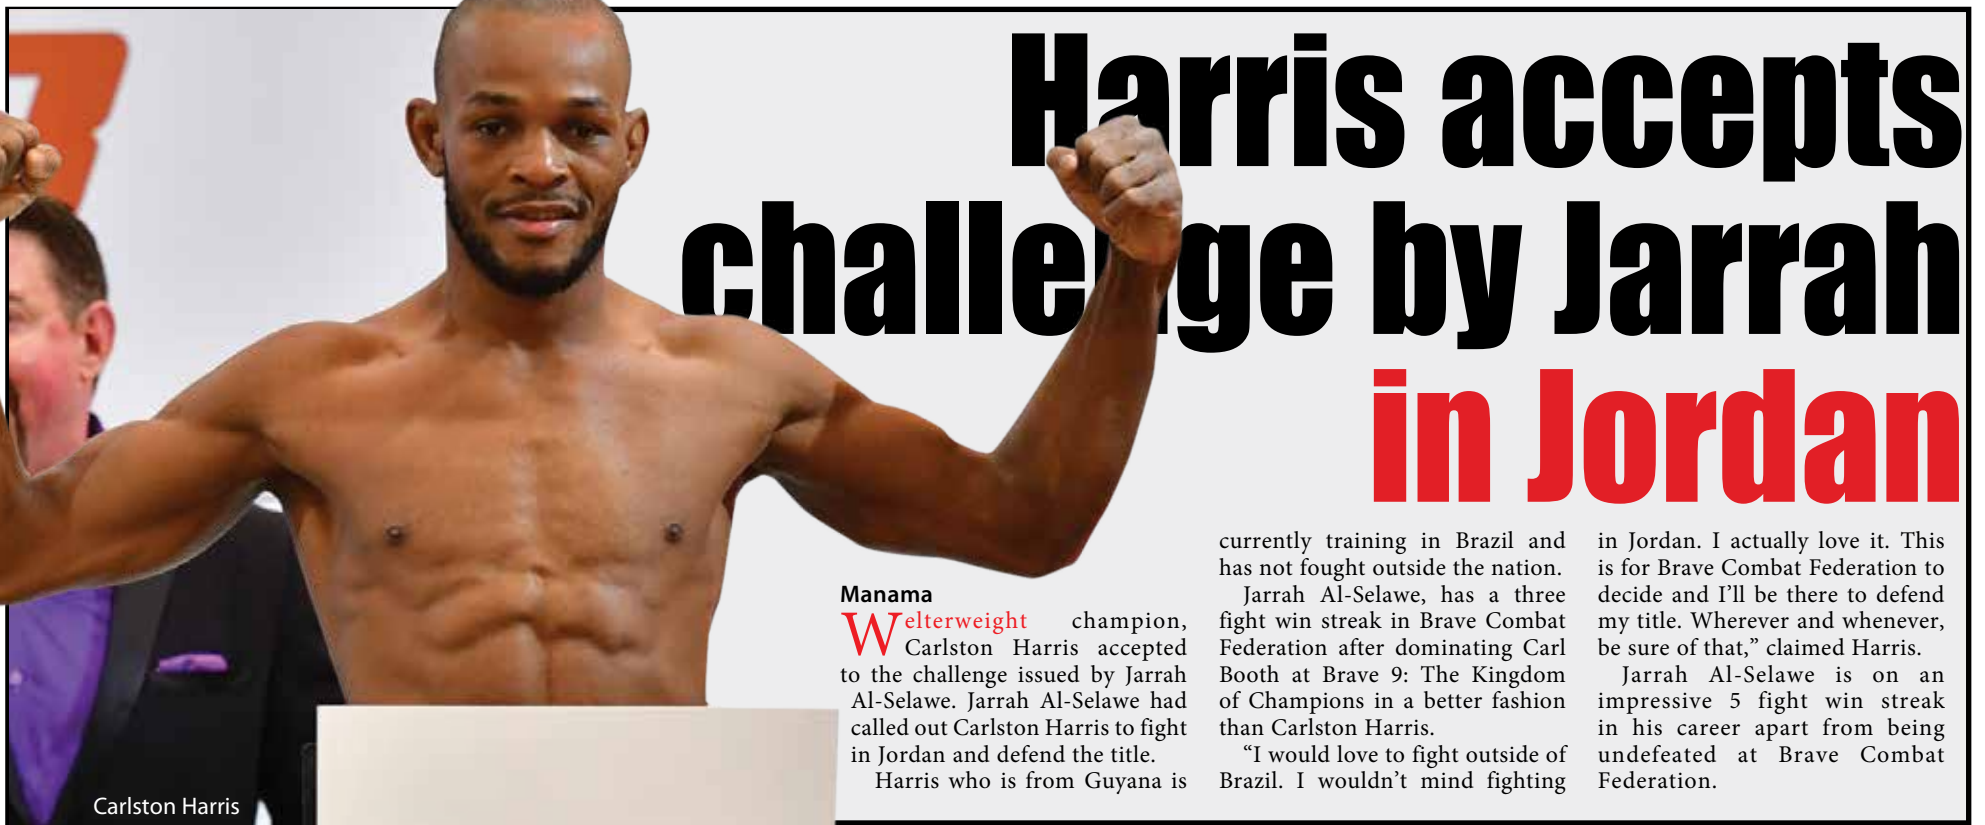 Harris accepts
challenge by Jarrah
in Jordan
Manama
Welterweight champion,
Carlston Harris accepted
to the challenge issued by Jarrah
Al-Selawe. Jarrah Al-Selawe had
called out Carlston Harris to fight
in Jordan and defend the title.
Harris who is from Guyana is
currently training in Brazil and
has not fought outside the nation.
Jarrah Al-Selawe, has a three
fight win streak in Brave Combat
Federation after dominating Carl
Booth at Brave 9: The Kingdom
of Champions in a better fashion
than Carlston Harris.
“I would love to fight outside of
Brazil. I wouldn’t mind fighting
in Jordan. I actually love it. This
is for Brave Combat Federation to
decide and I’ll be there to defend
my title. Wherever and whenever,
be sure of that,” claimed Harris.
Jarrah Al-Selawe is on an
impressive 5 fight win streak
in his career apart from being
undefeated at Brave Combat
Federation.
Carlston Harris